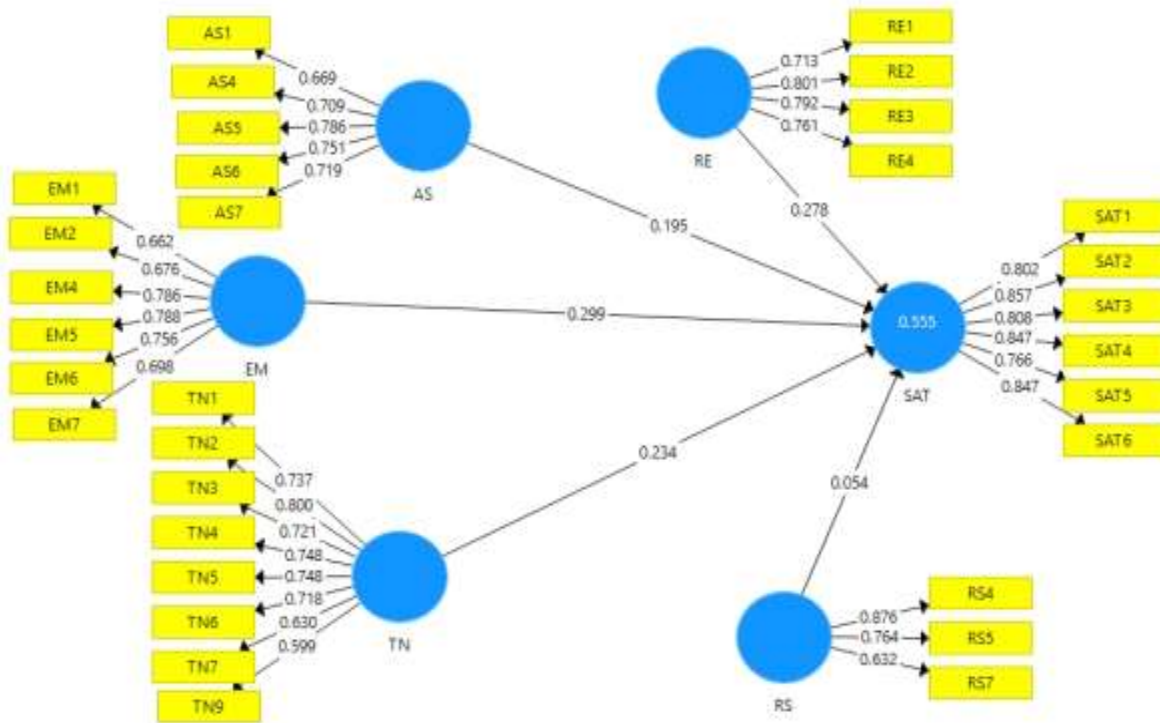 AS1
AS4
AS5
AS6
AS7
0.669
0.709
0.786
0.751
0.719
AS
RE1
RE2
RE3
RE4
0.713
0.801
0.792
0.761
RE
EM1
EM2
EM4
EM5
EM6
EM7
0.662
0.676
0.786
0.788
0.756
0.698
EM
0.195
0.278
0.299
0.234
0.054
0.555
SAT
0.802
0.857
0.808
0.847
0.766
0.847
SAT1
SAT2
SAT3
SAT4
SAT5
SAT6
TN1
TN2
TN3
TN4
TN5
TN6
TN7
TN9
0.737
0.800
0.721
0.748
0.748
0.718
0.630
0.599
TN
RS4
RS5
RS7
0.876
0.764
0.632
RS